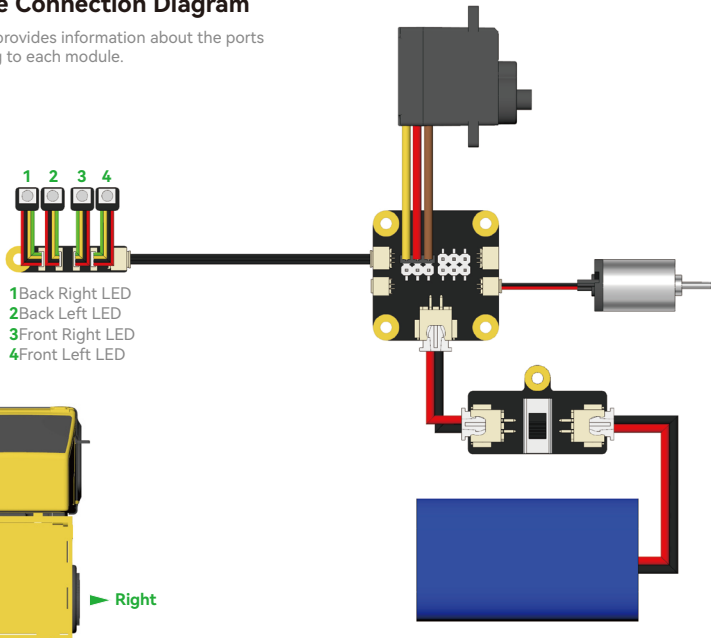 Connection Diagram
provides information about the ports
to each module.
1 2 3 4
1Back Right LED
2Back Left LED
3Front Right LED
4Front Left LED
Right